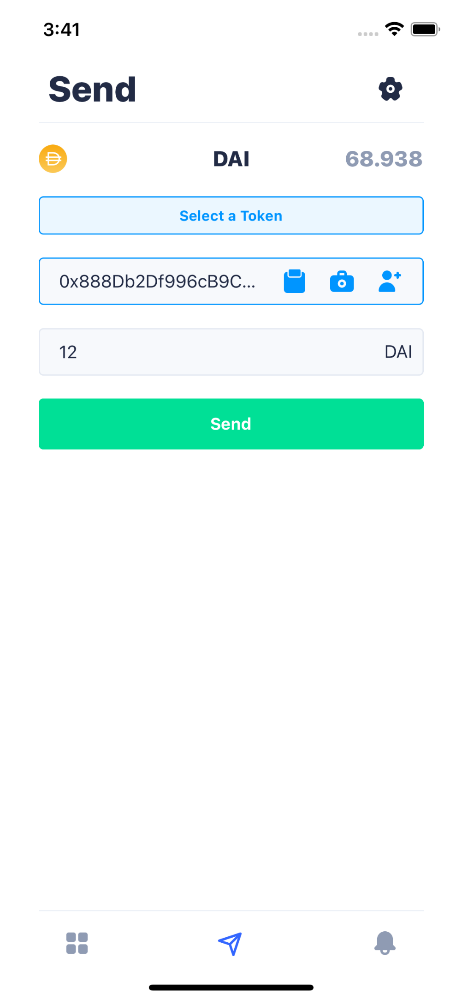 3:41
Send
DAI 68.938
Select a Token
0x888Db2Df996cB9C...
12 DAI
Send